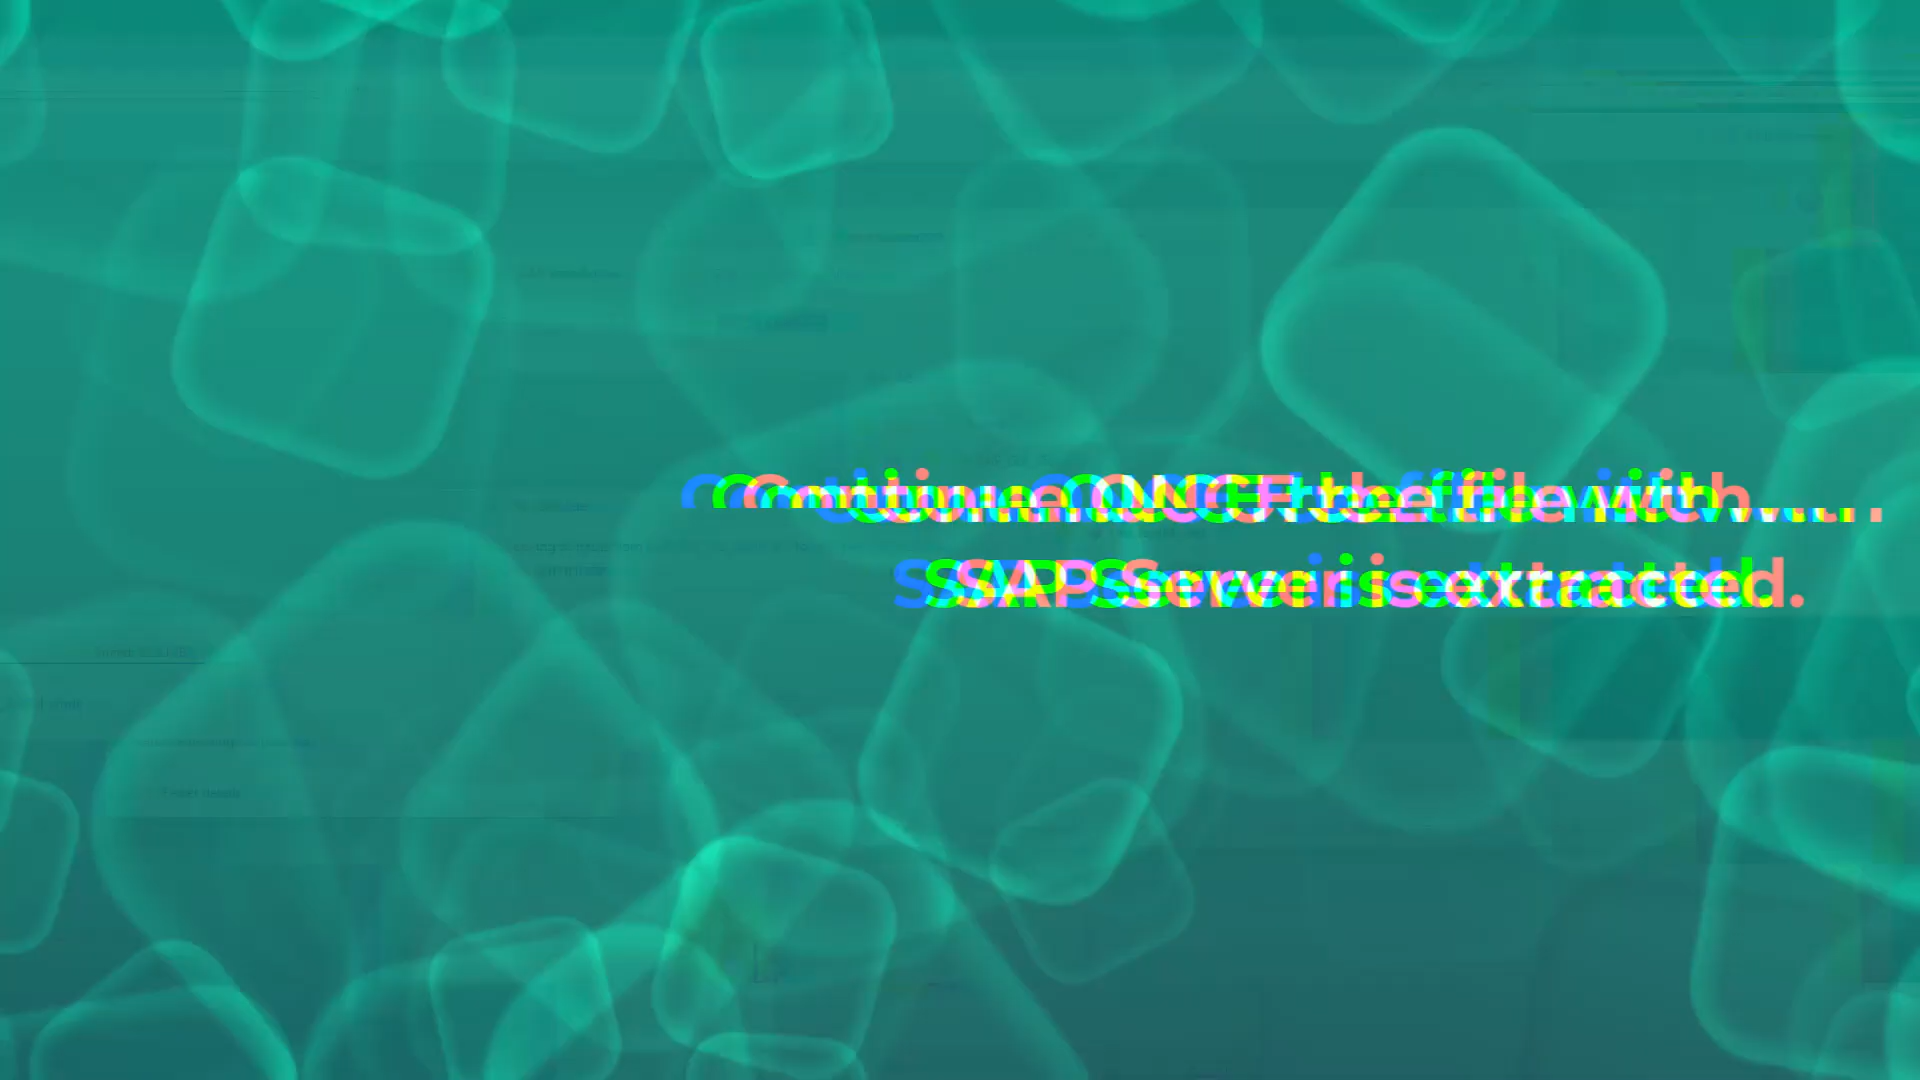 Continue ONCE the file with....
SAP Server is extracted.